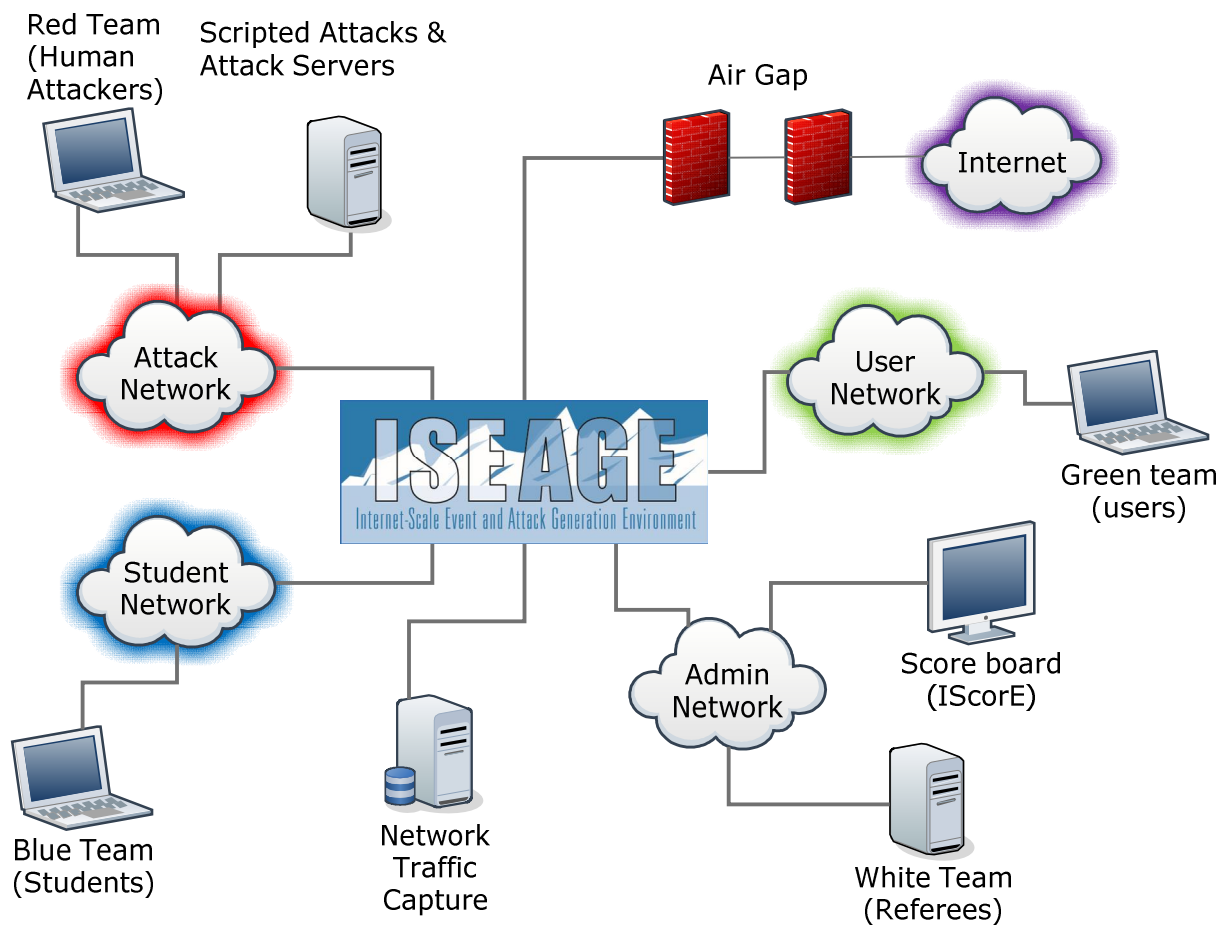 Red Team
(Human
Attackers)
Scripted Attacks &
Attack Servers
Air Gap
Internet
Attack
Network
User
Network
ISEAGE
Internet-Scale Event and Attack Generation Environment
Green team
(users)
Student
Network
Admin
Network
Score board
(IScorE)
Blue Team
(Students)
Network
Traffic
Capture
White Team
(Referees)